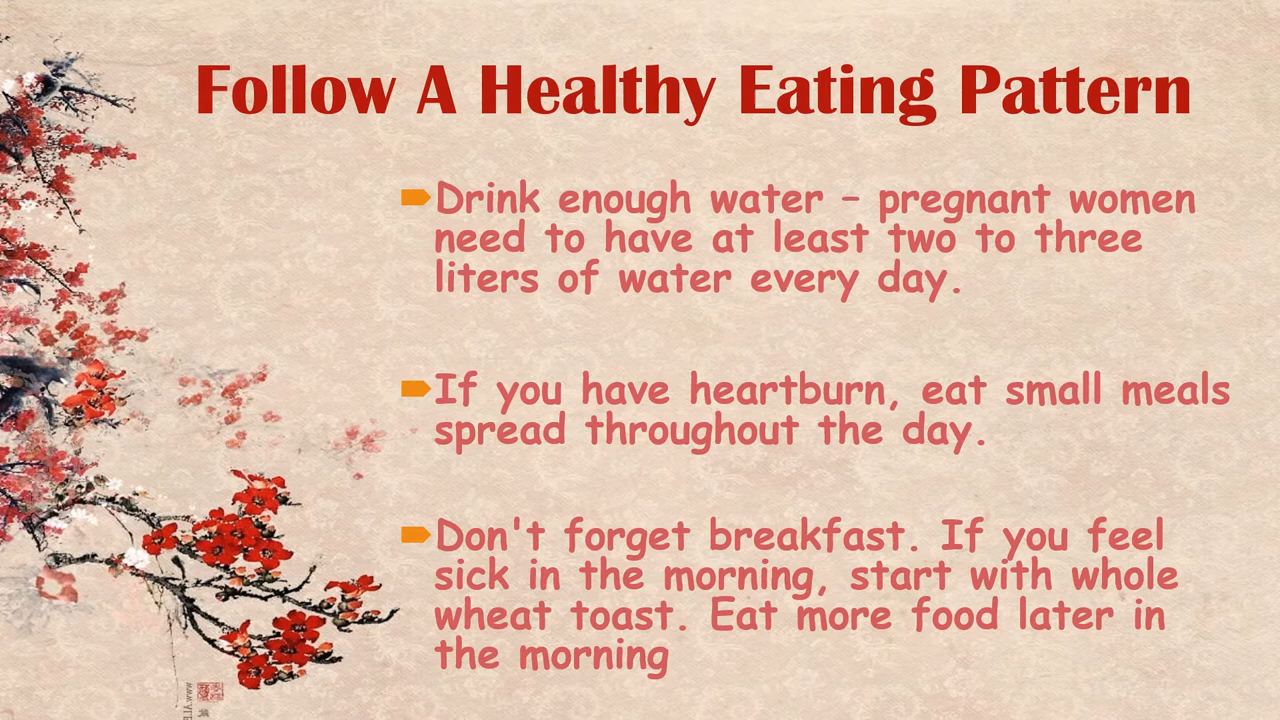 Follow A Healthy Eating Pattern
Drink enough water – pregnant women
need to have at least two to three
liters of water every day.
If you have heartburn, eat small meals
spread throughout the day.
Don't forget breakfast. If you feel
sick in the morning, start with whole
wheat toast. Eat more food later in
the morning